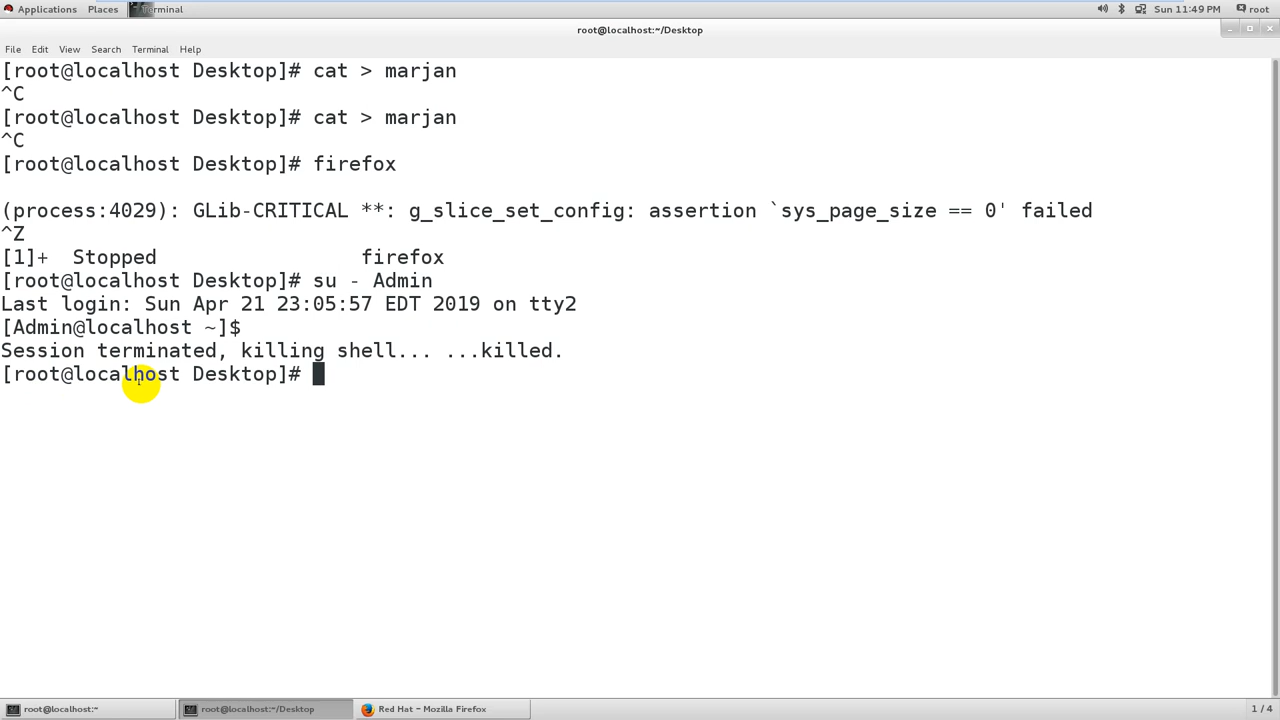 Applications Places Terminal Sun 11:49 PM root
root@localhost:~/Desktop
File Edit View Search Terminal Help
[root@localhost Desktop]# cat > marjan
^C
[root@localhost Desktop]# cat > marjan
^C
[root@localhost Desktop]# firefox
(process:4029): GLib-CRITICAL **: g_slice_set_config: assertion `sys_page_size == 0' failed
^Z
[1]+  Stopped                 firefox
[root@localhost Desktop]# su - Admin
Last login: Sun Apr 21 23:05:57 EDT 2019 on tty2
[Admin@localhost ~]$
Session terminated, killing shell... ...killed.
[root@localhost Desktop]#
root@localhost:~ root@localhost:~/Desktop Red Hat - Mozilla Firefox 1 / 4